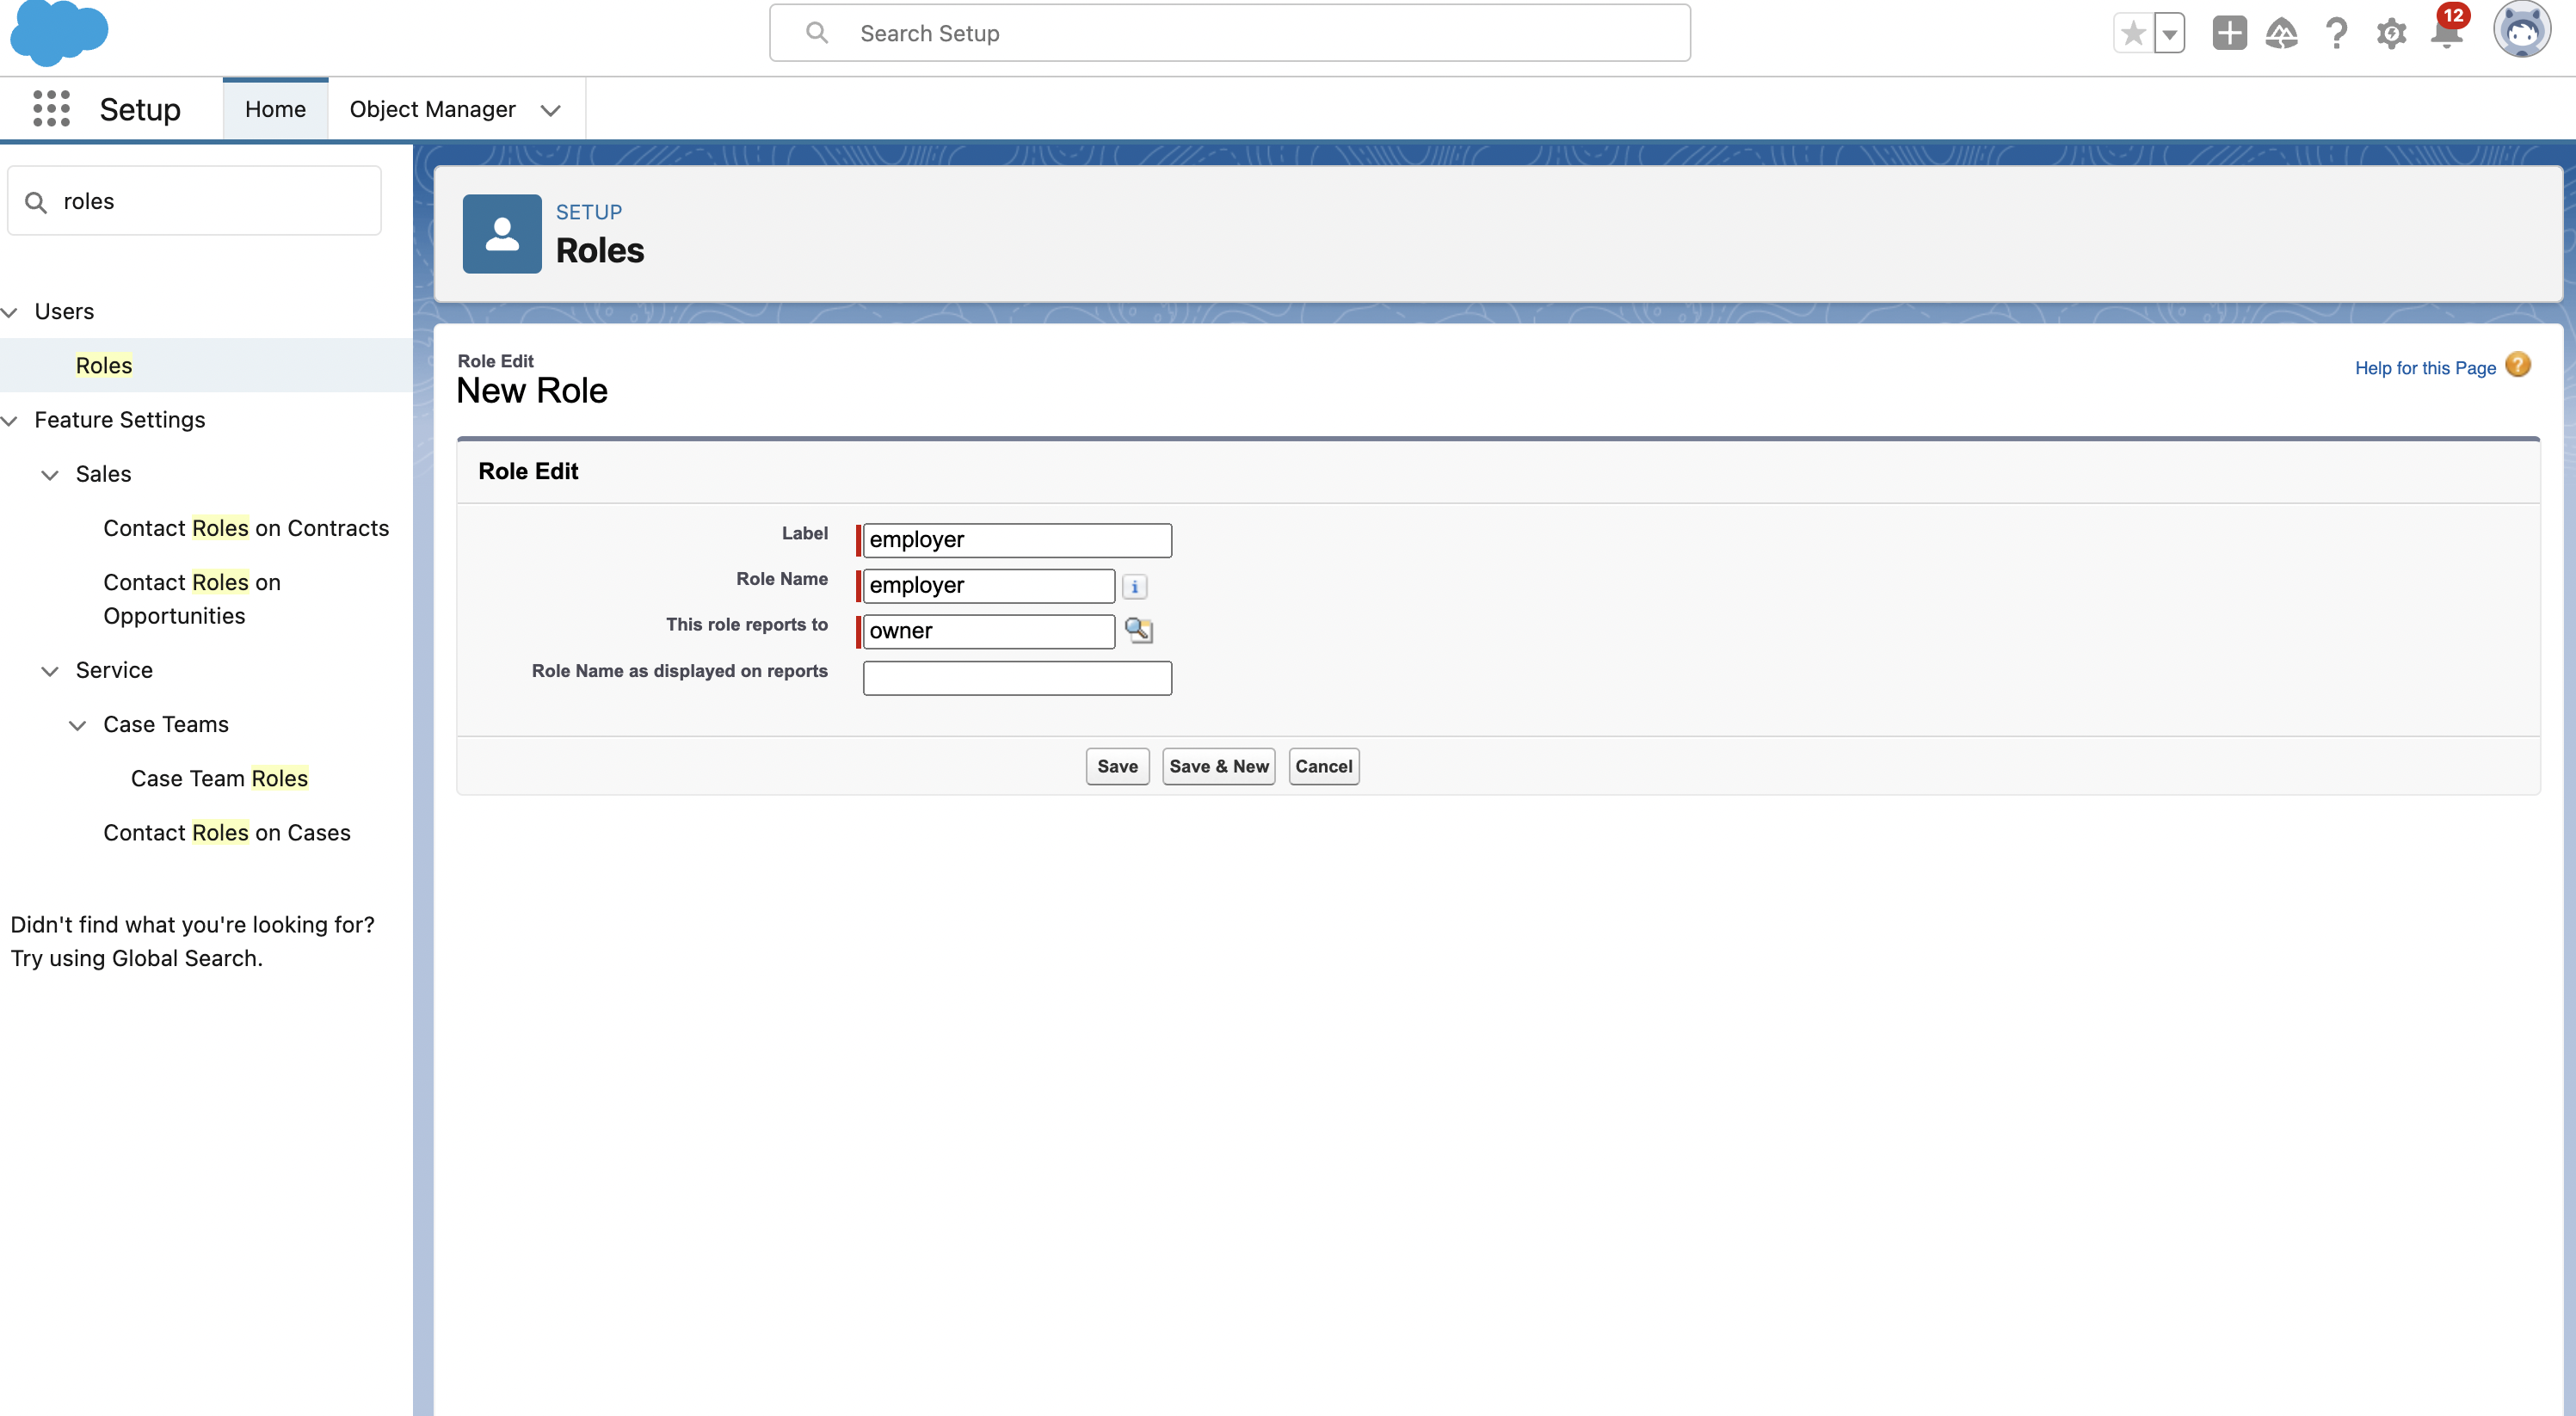 Search Setup
12
Setup
Home
Object Manager
roles
Users
Roles
Feature Settings
Sales
Contact Roles on Contracts
Contact Roles on
Opportunities
Service
Case Teams
Case Team Roles
Contact Roles on Cases
Didn't find what you're looking for?
Try using Global Search.
SETUP
Roles
Role Edit
New Role
Help for this Page
Role Edit
Label employer
Role Name employer
This role reports to owner
Role Name as displayed on reports
Save Save & New Cancel